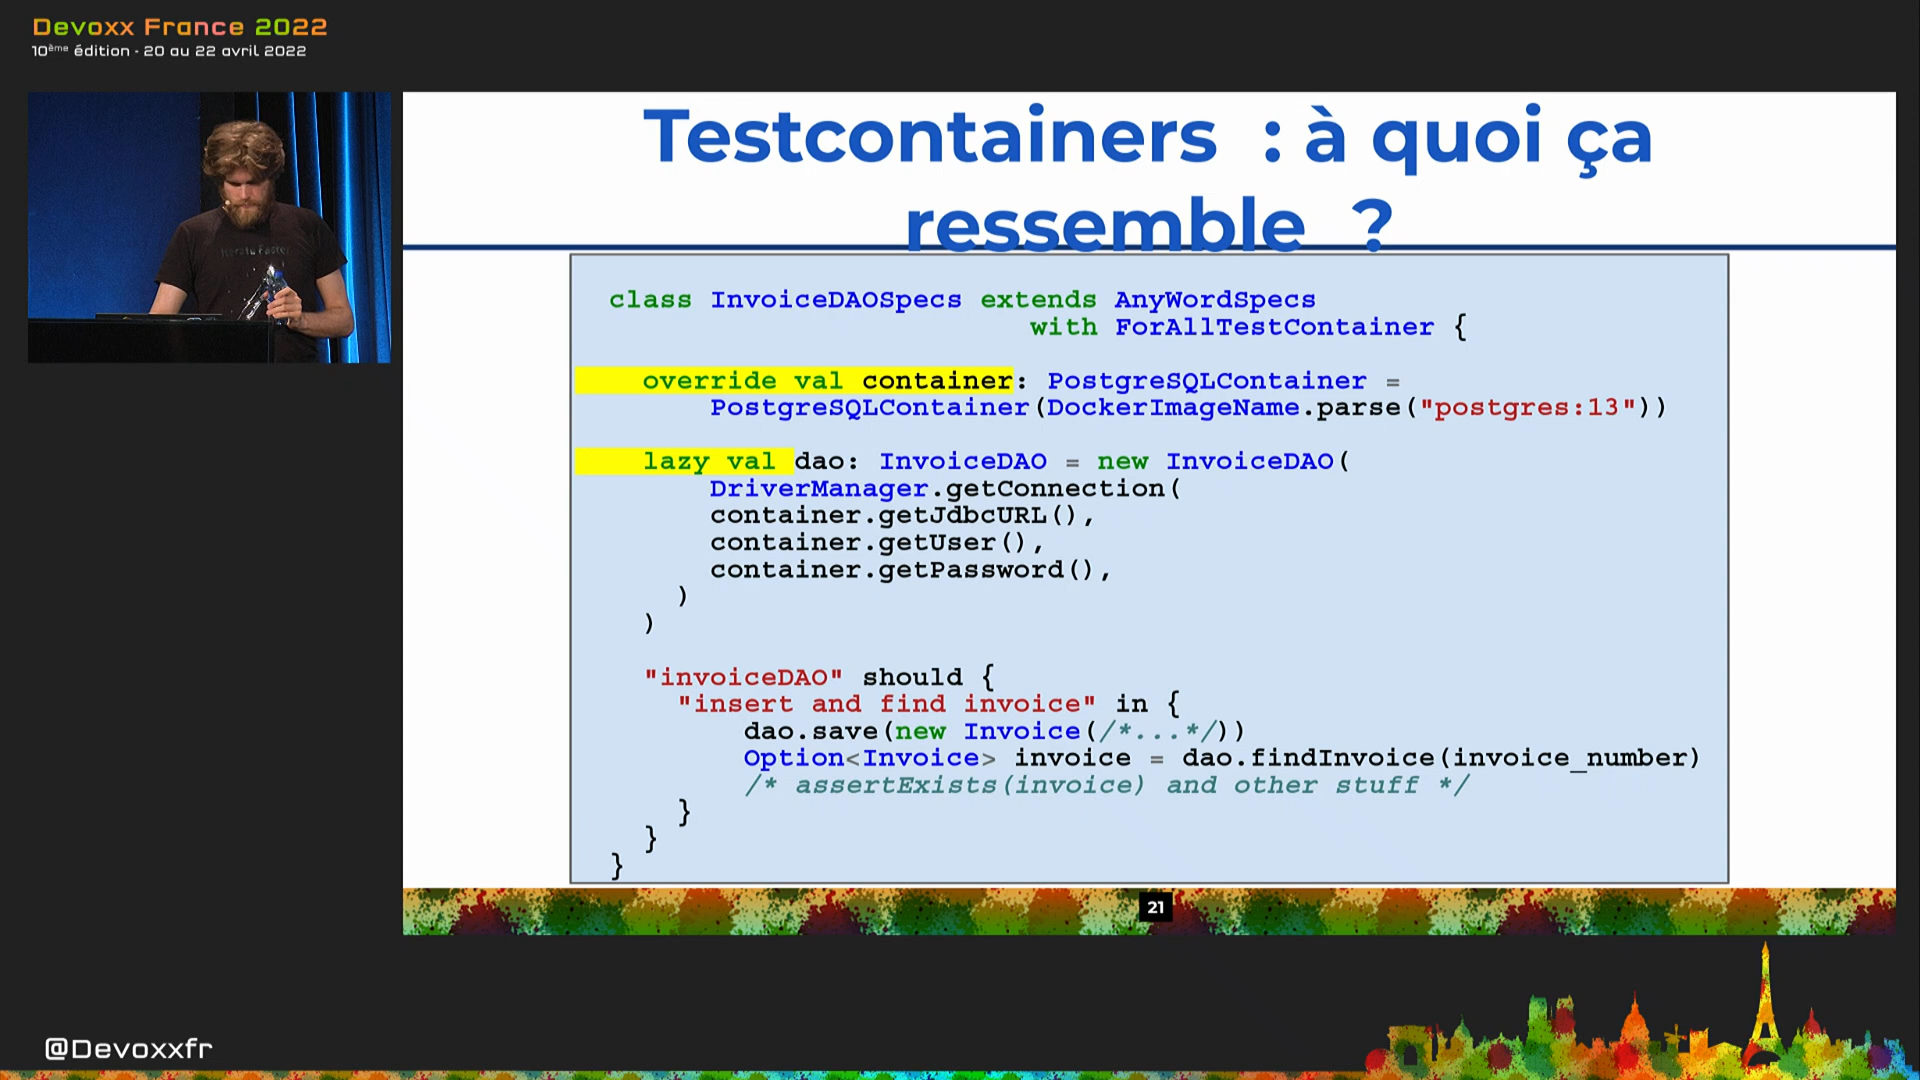 Devoxx France 2022
10ème édition - 20 au 22 avril 2022
Iterate Faster
Testcontainers : à quoi ça
ressemble ?
class InvoiceDAOSpecs extends AnyWordSpecs
with ForAllTestContainer {
override val container: PostgreSQLContainer =
PostgreSQLContainer(DockerImageName.parse("postgres:13"))
lazy val dao: InvoiceDAO = new InvoiceDAO(
DriverManager.getConnection(
container.getJdbcURL(),
container.getUser(),
container.getPassword(),
)
)
"invoiceDAO" should {
"insert and find invoice" in {
dao.save(new Invoice(/*...*/))
Option<Invoice> invoice = dao.findInvoice(invoice_number)
/* assertExists(invoice) and other stuff */
}
}
}
21
@Devoxxfr